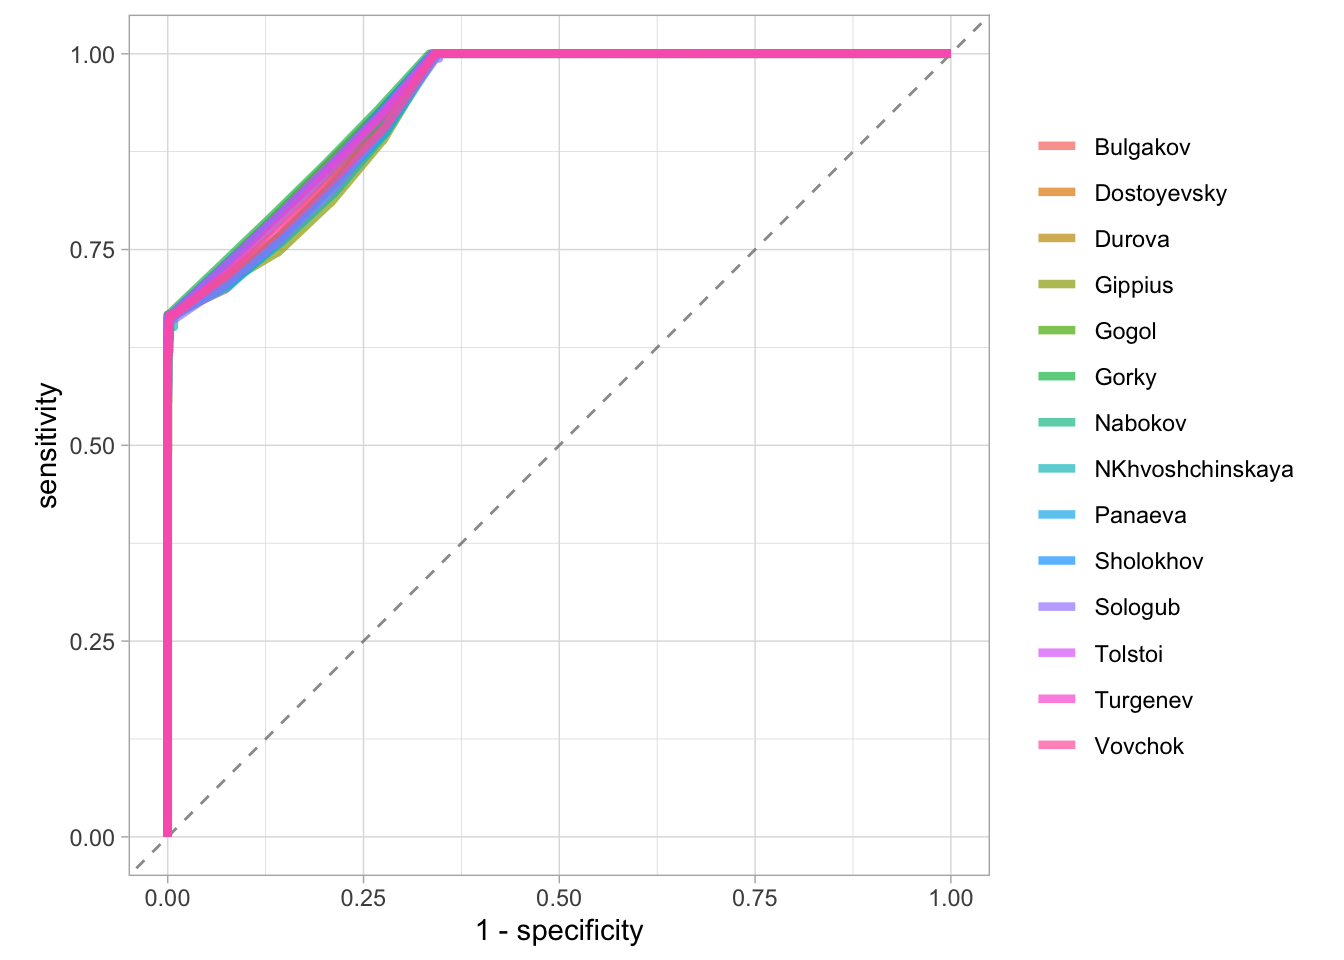 1.00
0.75
0.50
0.25
0.00
sensitivity
0.00 0.25 0.50 0.75 1.00
1 - specificity
Bulgakov
Dostoyevsky
Durova
Gippius
Gogol
Gorky
Nabokov
NKhvoshchinskaya
Panaeva
Sholokhov
Sologub
Tolstoi
Turgenev
Vovchok